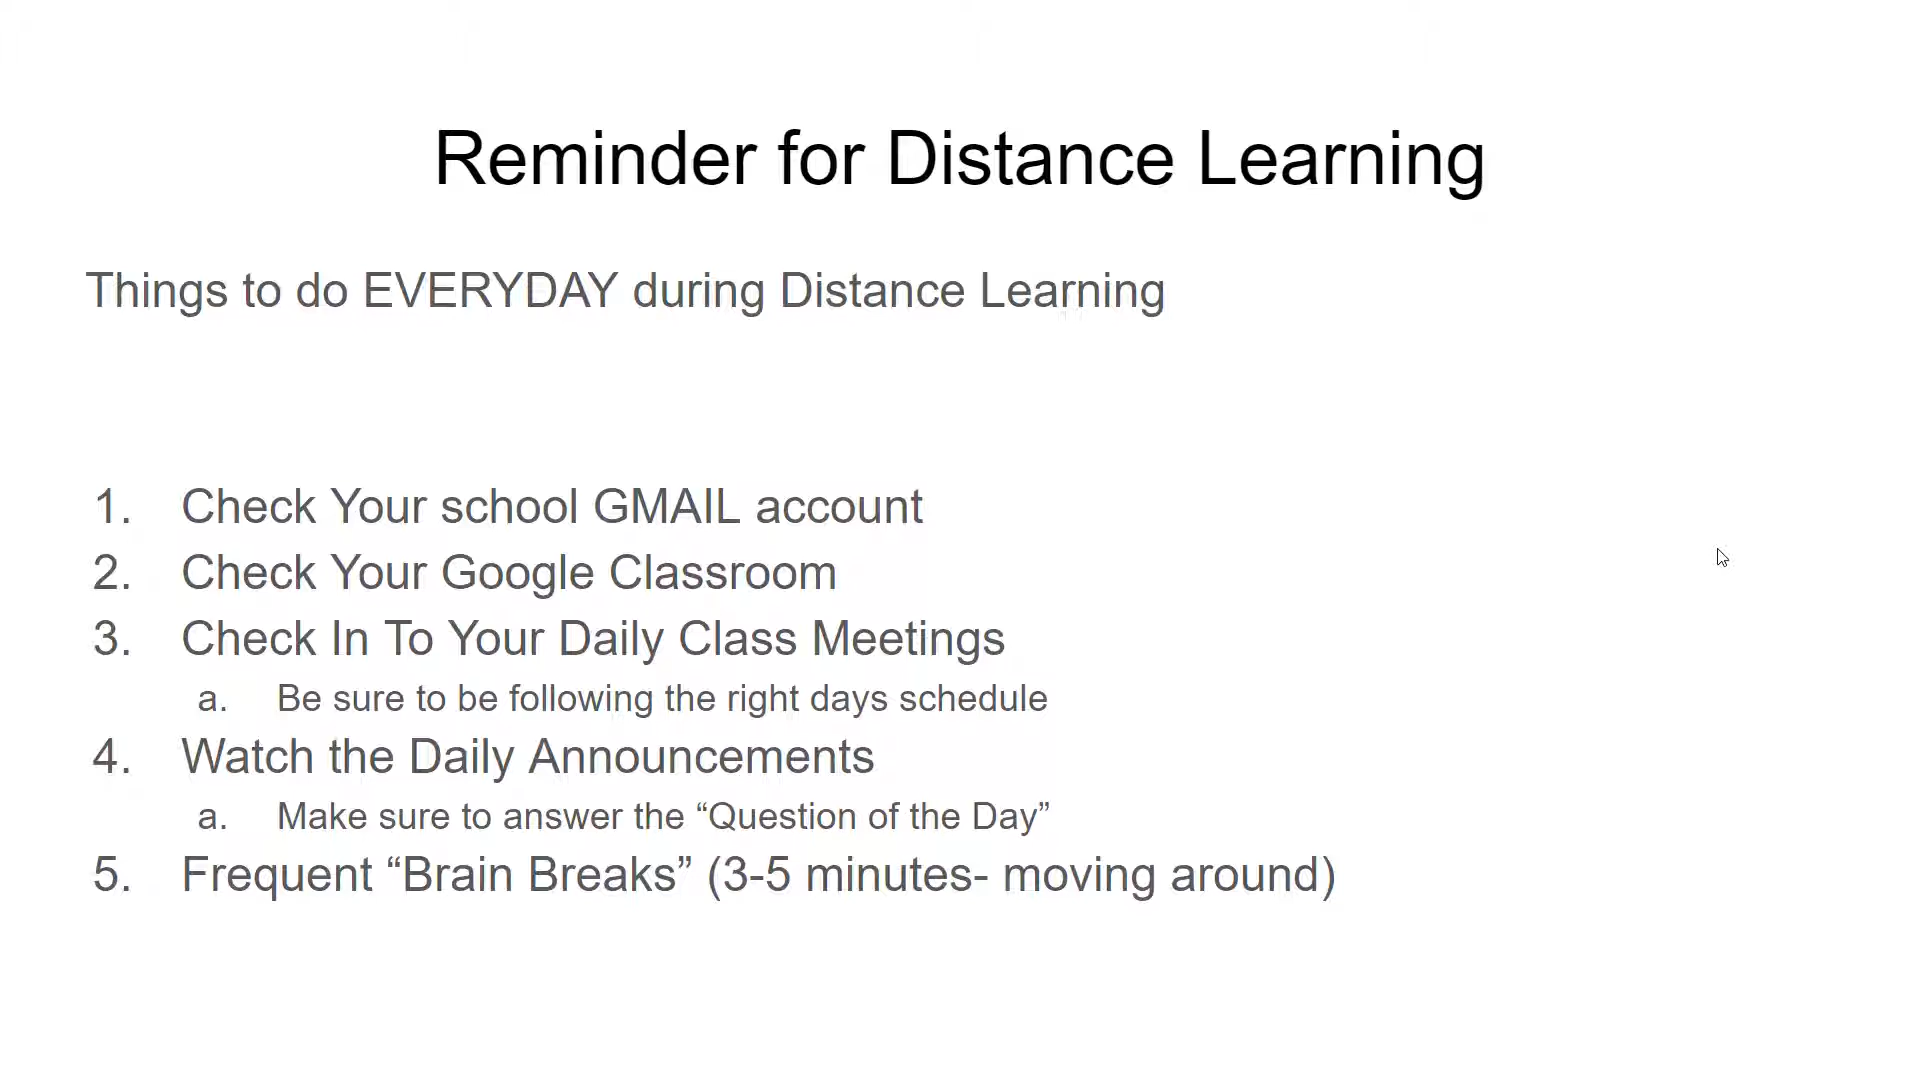 Reminder for Distance Learning
Things to do EVERYDAY during Distance Learning
1. Check Your school GMAIL account
2. Check Your Google Classroom
3. Check In To Your Daily Class Meetings
a. Be sure to be following the right days schedule
4. Watch the Daily Announcements
a. Make sure to answer the “Question of the Day”
5. Frequent “Brain Breaks” (3-5 minutes- moving around)